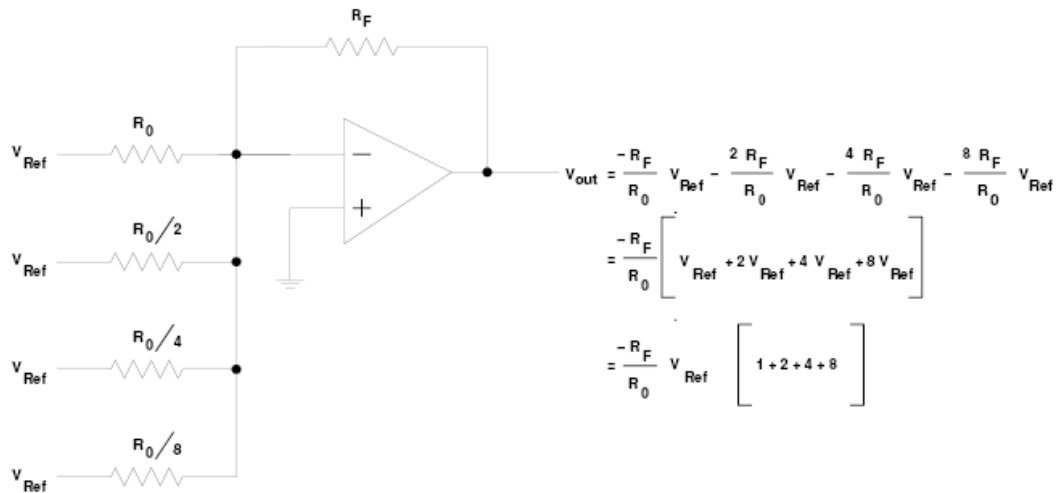 R_F
R_0
V_Ref
− +
R_0/2
V_Ref
R_0/4
V_Ref
R_0/8
V_Ref
V_out = −R_F/R_0 V_Ref − 2 R_F/R_0 V_Ref − 4 R_F/R_0 V_Ref − 8 R_F/R_0 V_Ref
= −R_F/R_0 [ V_Ref + 2 V_Ref + 4 V_Ref + 8 V_Ref ]
= −R_F/R_0 V_Ref [ 1 + 2 + 4 + 8 ]